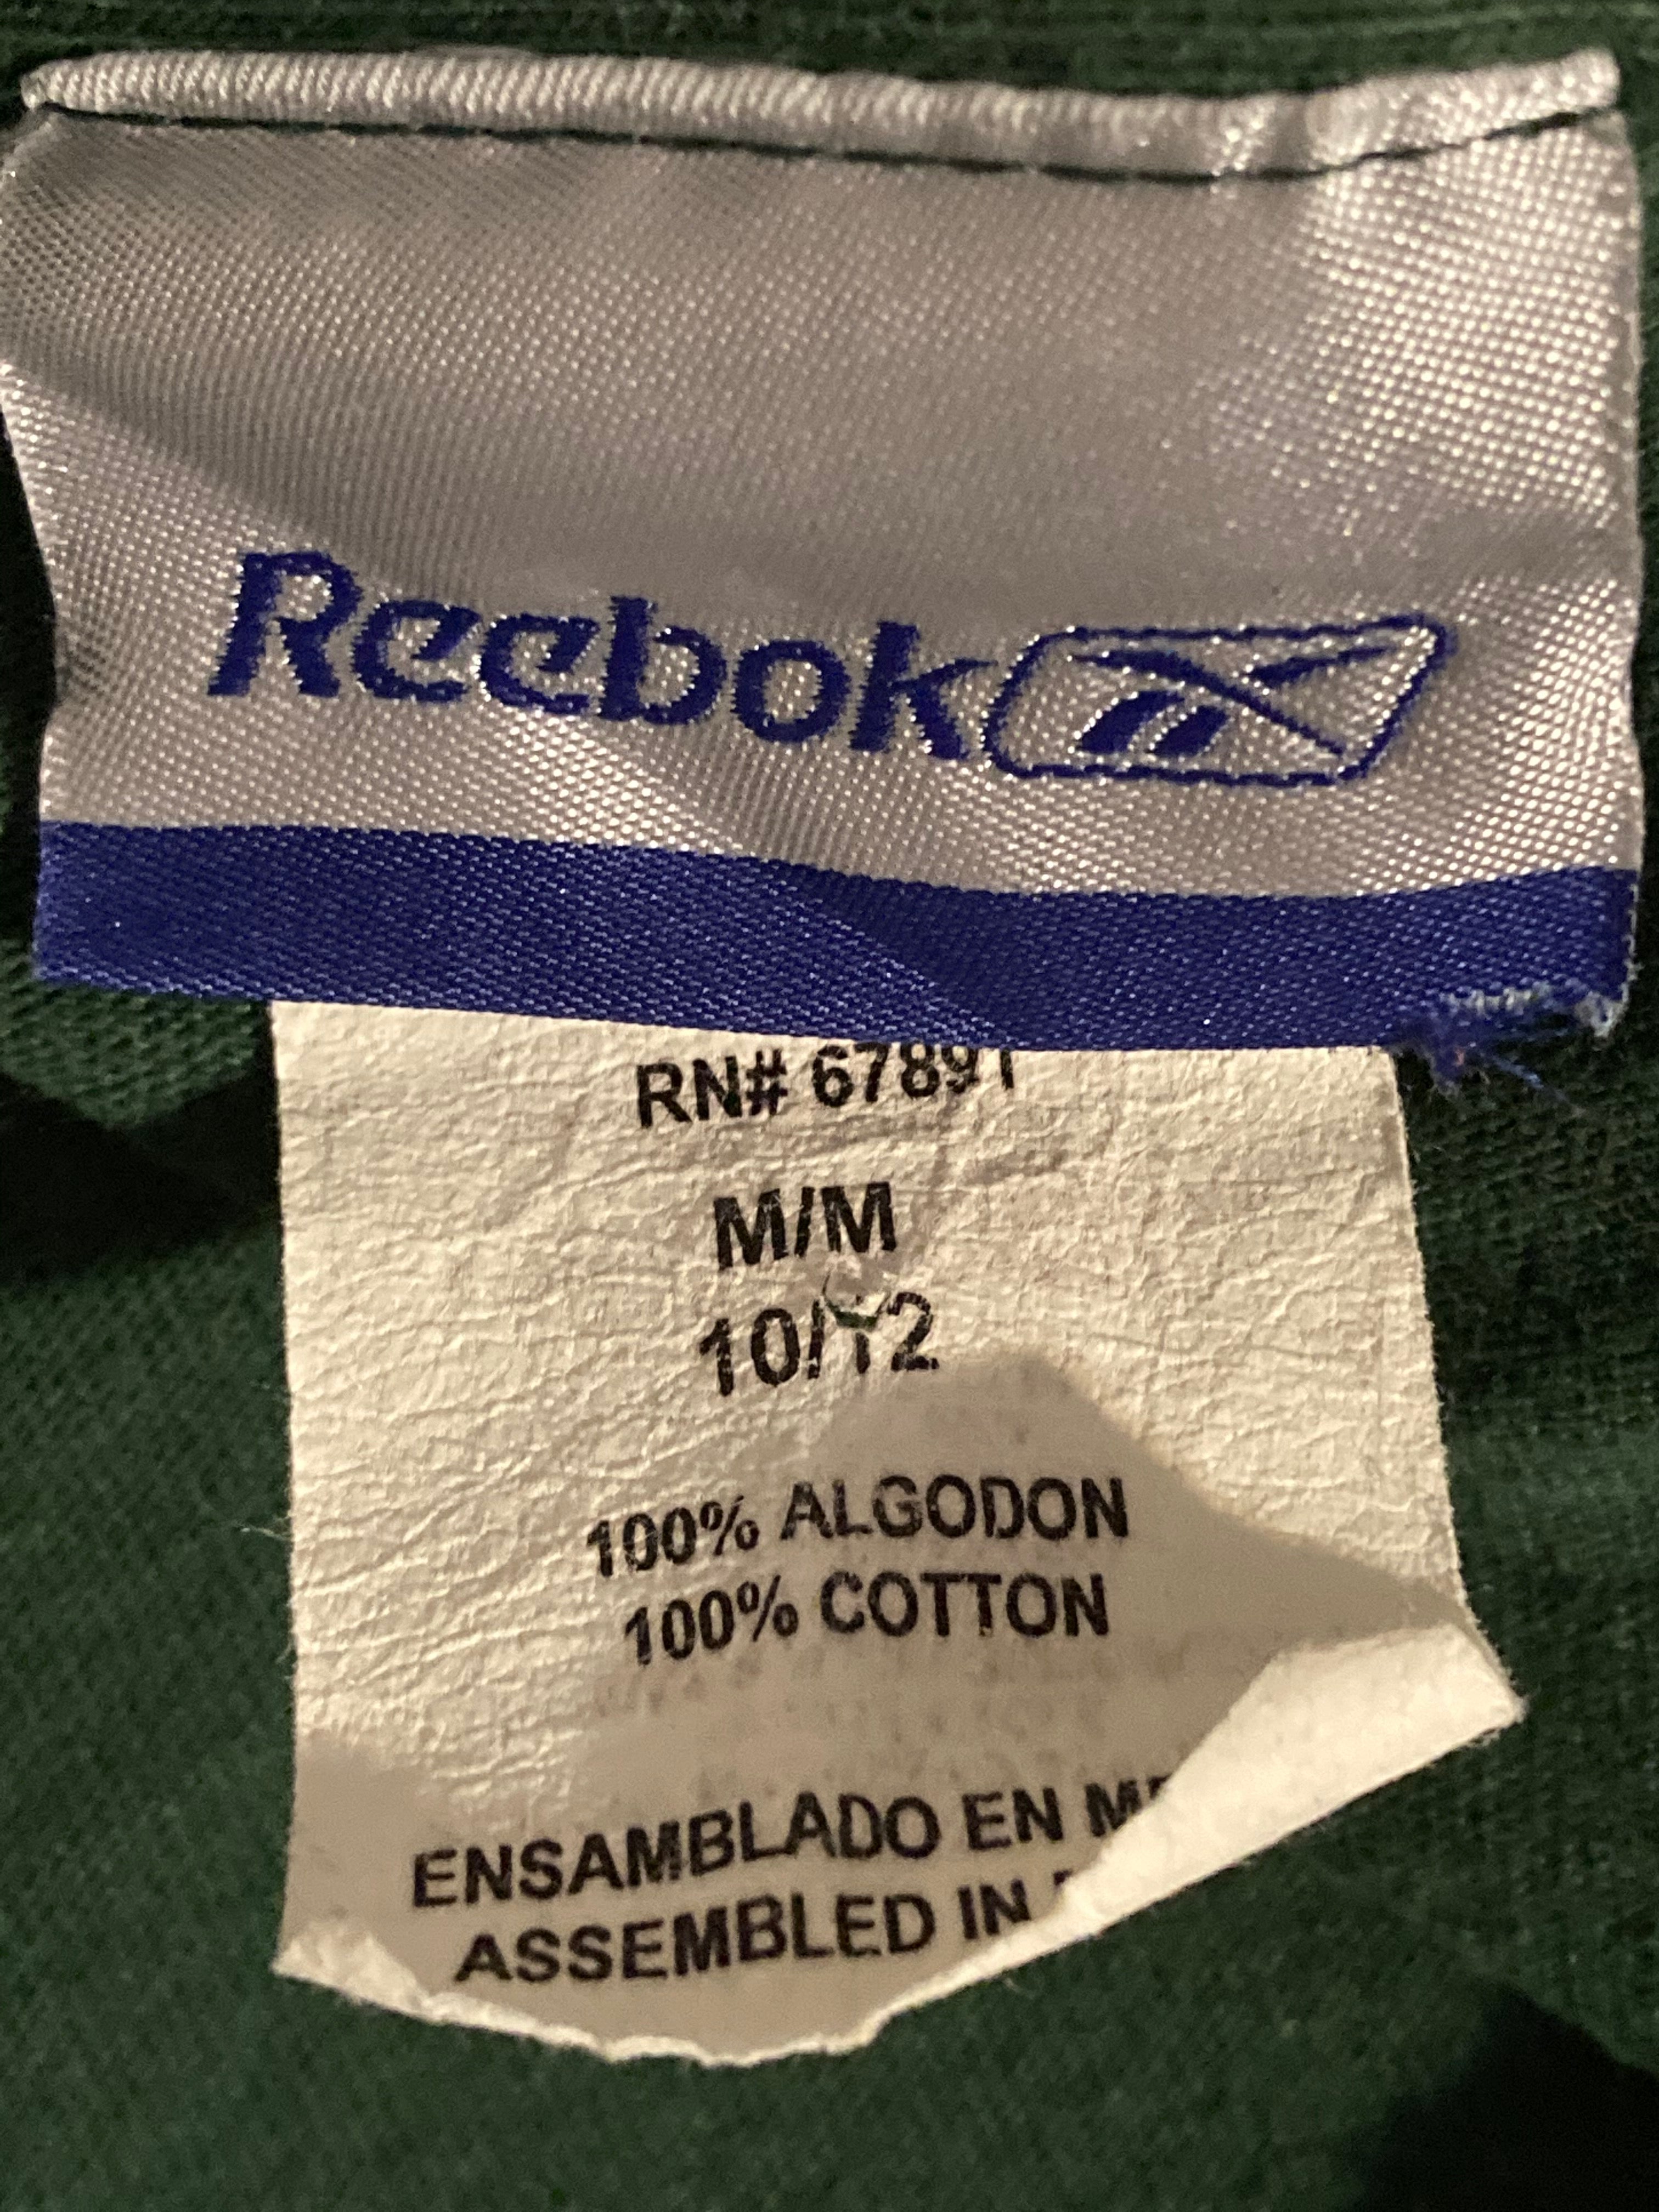 Reebok
RN# 67891
M/M
10/12
100% ALGODON
100% COTTON
ENSAMBLADO EN
ASSEMBLED IN